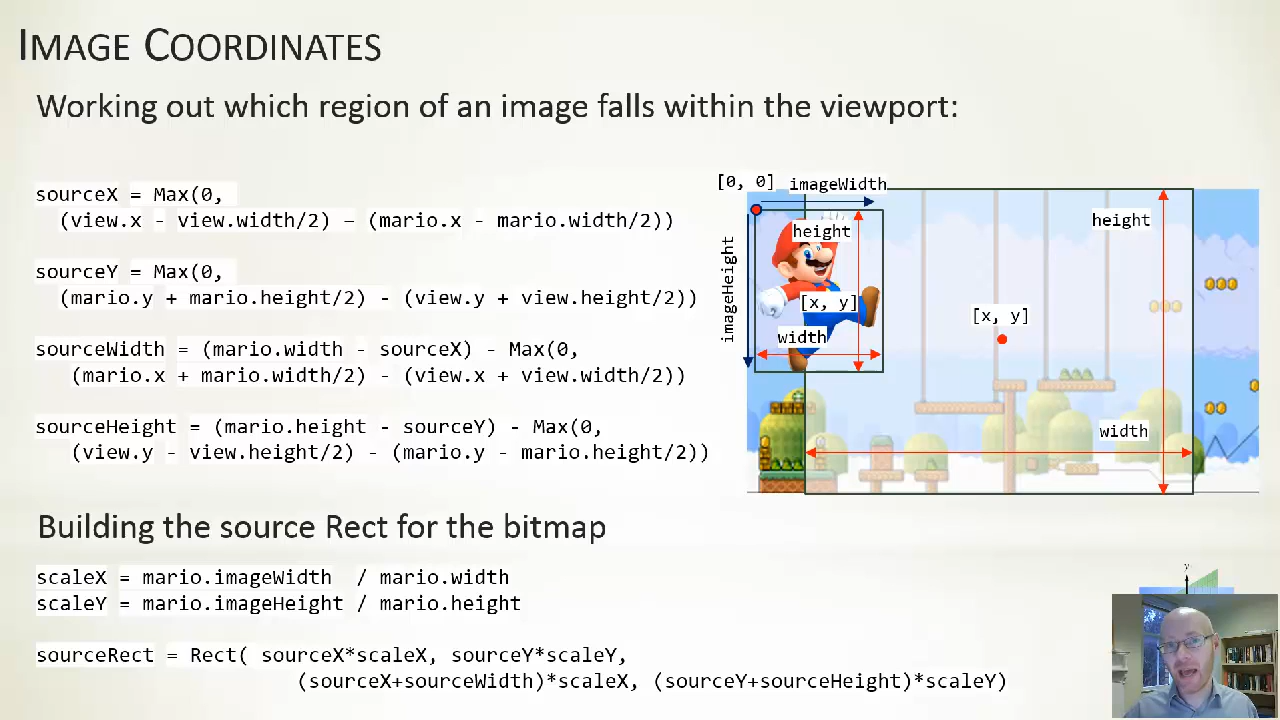 IMAGE COORDINATES
Working out which region of an image falls within the viewport:
sourceX = Max(0,
(view.x - view.width/2) – (mario.x - mario.width/2))
sourceY = Max(0,
(mario.y + mario.height/2) - (view.y + view.height/2))
sourceWidth = (mario.width - sourceX) - Max(0,
(mario.x + mario.width/2) - (view.x + view.width/2))
sourceHeight = (mario.height - sourceY) - Max(0,
(view.y - view.height/2) - (mario.y - mario.height/2))
[0, 0]
imageWidth
imageHeight
height
[x, y]
width
height
[x, y]
width
Building the source Rect for the bitmap
scaleX = mario.imageWidth / mario.width
scaleY = mario.imageHeight / mario.height
sourceRect = Rect( sourceX*scaleX, sourceY*scaleY,
(sourceX+sourceWidth)*scaleX, (sourceY+sourceHeight)*scaleY)
y